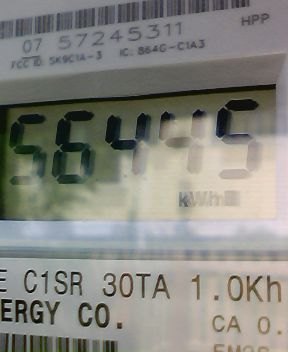 HPP
07 57245311
FCC ID: SK9C1A-3 IC: 864G-C1A3
56445
kWh
E C1SR 30TA 1.0Kh
ERGY CO.
CA 0.